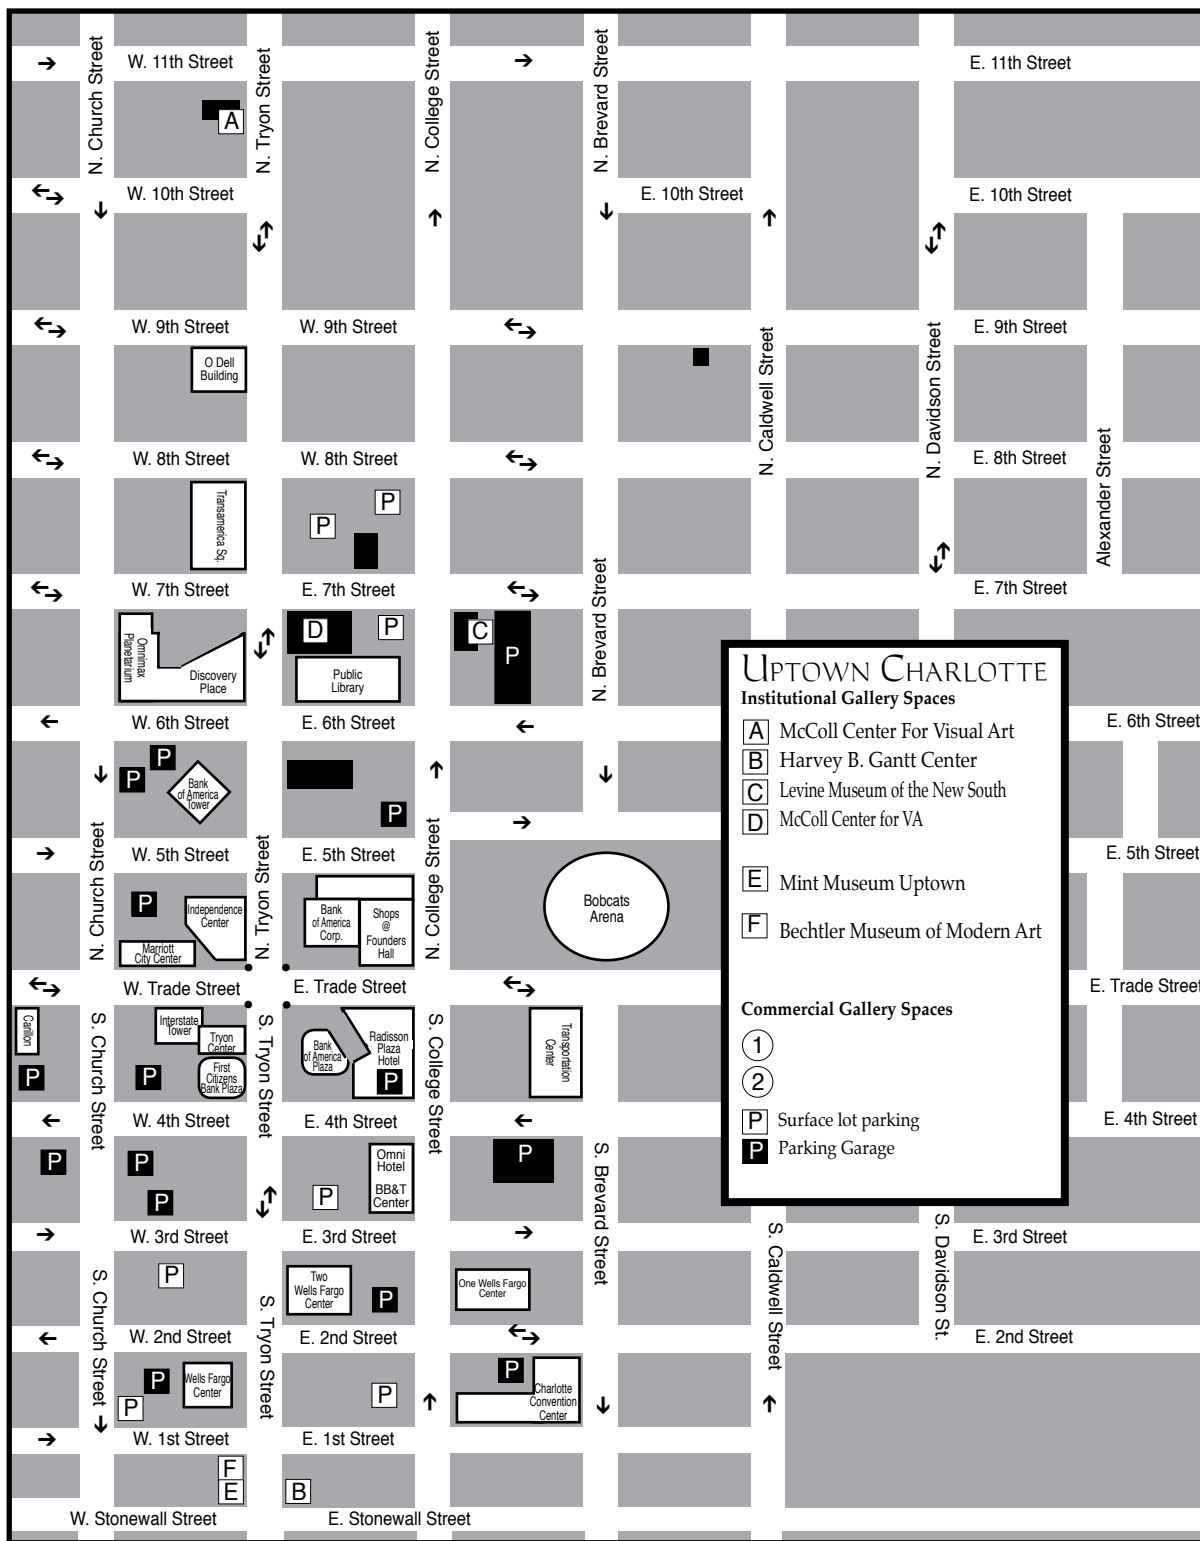 N. Church Street
N. Tryon Street
N. College Street
N. Brevard Street
W. 11th Street
E. 11th Street
A
W. 10th Street
E. 10th Street
E. 10th Street
W. 9th Street
W. 9th Street
E. 9th Street
O Dell
Building
N. Caldwell Street
N. Davidson Street
Alexander Street
W. 8th Street
W. 8th Street
E. 8th Street
Transamerica Sq.
P
P
W. 7th Street
E. 7th Street
E. 7th Street
N. Brevard Street
Omnimax
Planetarium
Discovery
Place
D
P
Public
Library
C
P
W. 6th Street
E. 6th Street
E. 6th Street
P
P
Bank
of America
Tower
P
N. Church Street
N. Tryon Street
N. College Street
W. 5th Street
E. 5th Street
E. 5th Street
P
Independence
Center
Marriott
City Center
Bank
of America
Corp.
Shops
@
Founders
Hall
Bobcats
Arena
W. Trade Street
E. Trade Street
E. Trade Street
Carillon
P
S. Church Street
Interstate
Tower
Tryon
Center
First
Citizens
Bank Plaza
P
S. Tryon Street
Bank
of America
Plaza
Radisson
Plaza
Hotel
P
S. College Street
Transportation
Center
W. 4th Street
E. 4th Street
E. 4th Street
P
P
P
P
Omni
Hotel
BB&T
Center
P
S. Brevard Street
W. 3rd Street
E. 3rd Street
E. 3rd Street
S. Caldwell Street
S. Davidson St.
S. Church Street
P
S. Tryon Street
Two
Wells Fargo
Center
P
One Wells Fargo
Center
W. 2nd Street
E. 2nd Street
E. 2nd Street
P
P
Wells Fargo
Center
P
P
Charlotte
Convention
Center
W. 1st Street
E. 1st Street
F
E
B
W. Stonewall Street
E. Stonewall Street
UPTOWN CHARLOTTE
Institutional Gallery Spaces
A McColl Center For Visual Art
B Harvey B. Gantt Center
C Levine Museum of the New South
D McColl Center for VA
E Mint Museum Uptown
F Bechtler Museum of Modern Art
Commercial Gallery Spaces
1
2
P Surface lot parking
P Parking Garage